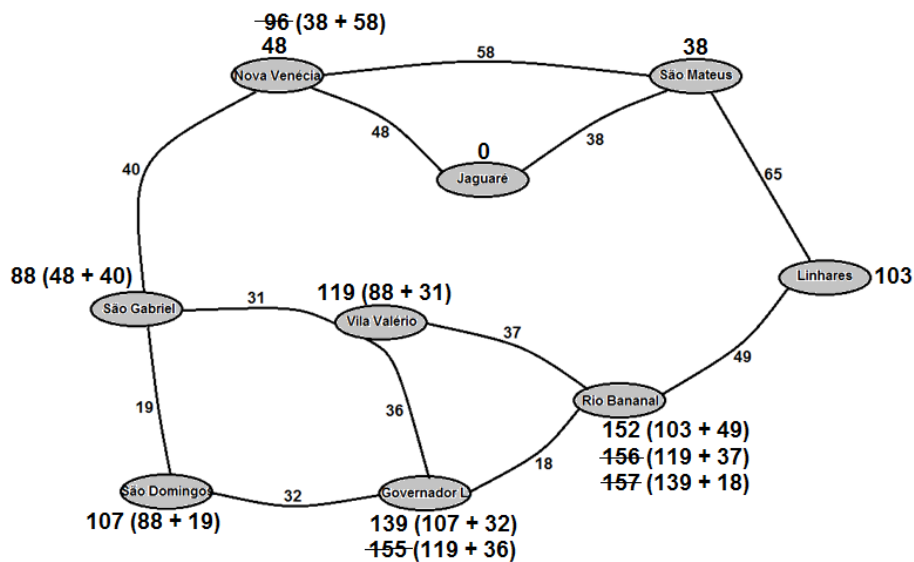 96 (38 + 58)
48
Nova Venécia
58
38
São Mateus
48
38
0
Jaguaré
40
65
88 (48 + 40)
São Gabriel
31
119 (88 + 31)
Vila Valério
Linhares
103
37
49
19
36
Rio Bananal
152 (103 + 49)
156 (119 + 37)
157 (139 + 18)
18
São Domingos
32
Governador L
107 (88 + 19)
139 (107 + 32)
155 (119 + 36)